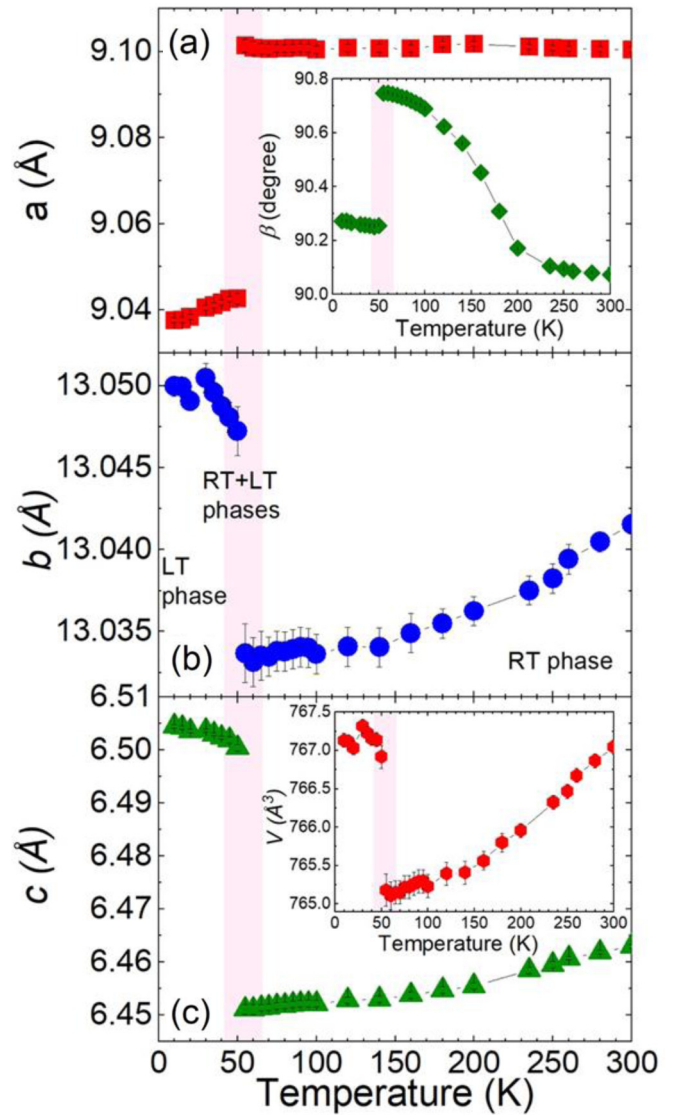 (a)
a (Å)
9.10
9.08
9.06
9.04
β (degree)
90.8
90.6
90.4
90.2
90.0
0 50 100 150 200 250 300
Temperature (K)
(b)
b (Å)
13.050
13.045
13.040
13.035
RT+LT
phases
LT
phase
RT phase
(c)
c (Å)
6.51
6.50
6.49
6.48
6.47
6.46
6.45
V (Å³)
767.5
767.0
766.5
766.0
765.5
765.0
0 50 100 150 200 250 300
Temperature (K)
0 50 100 150 200 250 300
Temperature (K)